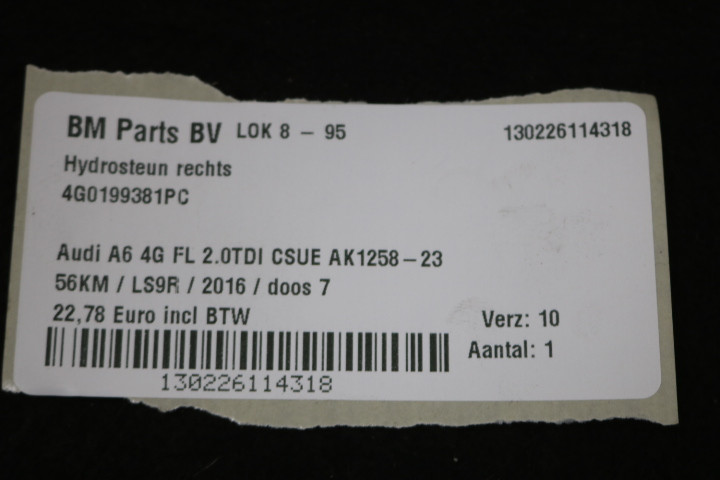 BM Parts BV LOK 8 - 95 130226114318
Hydrosteun rechts
4G0199381PC
Audi A6 4G FL 2.0TDI CSUE AK1258-23
56KM / LS9R / 2016 / doos 7
22,78 Euro incl BTW
Verz: 10
Aantal: 1
130226114318